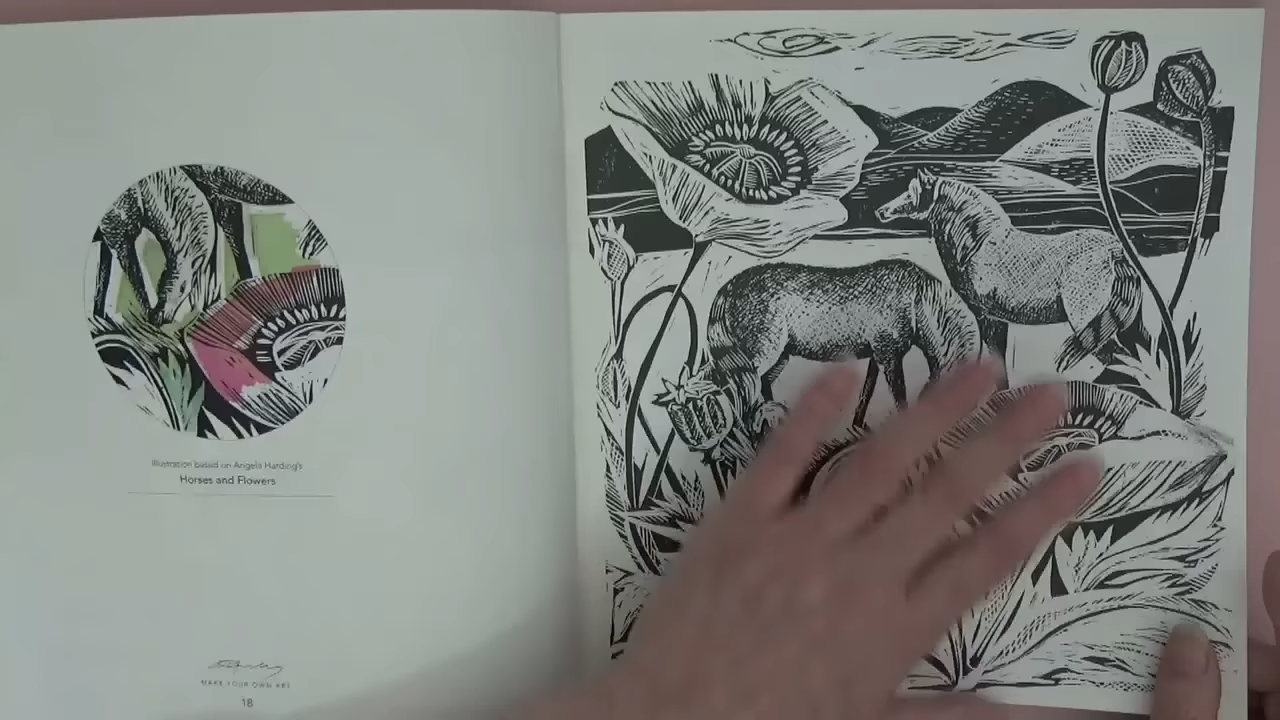 Illustration based on Angela Harding's
Horses and Flowers
MAKE YOUR OWN ART
18